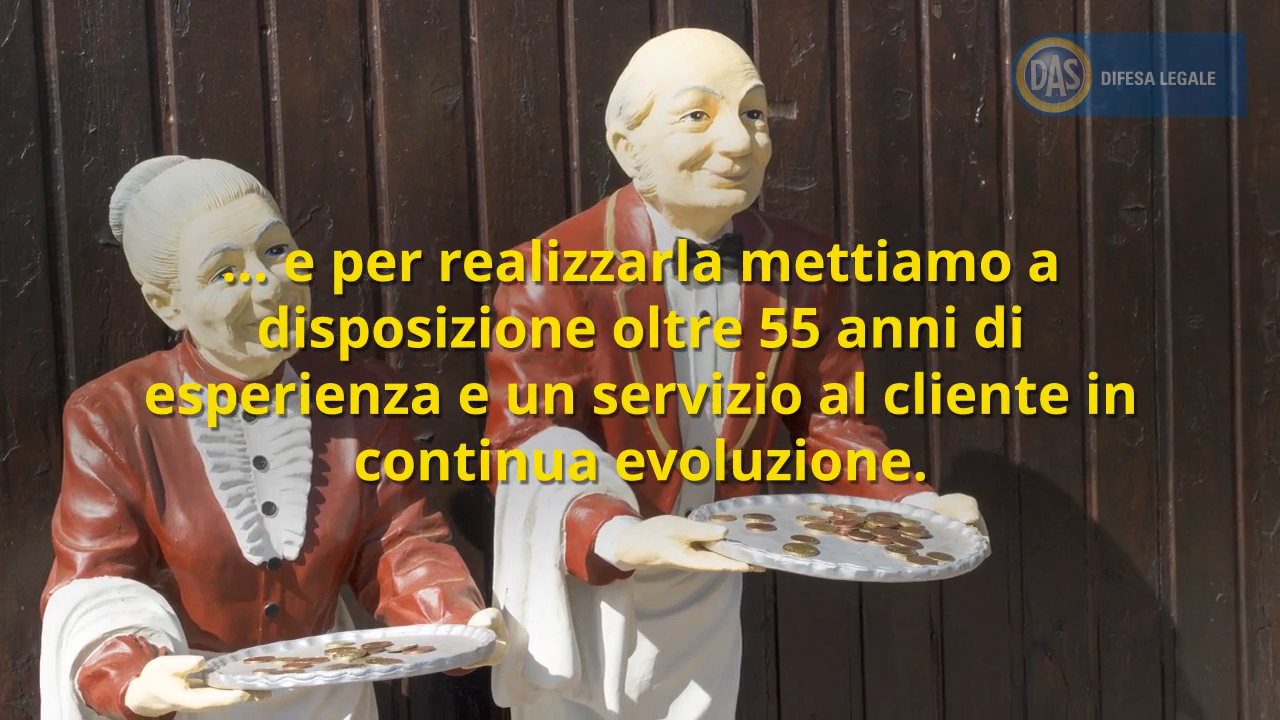 DAS DIFESA LEGALE
... e per realizzarla mettiamo a
disposizione oltre 55 anni di
esperienza e un servizio al cliente in
continua evoluzione.